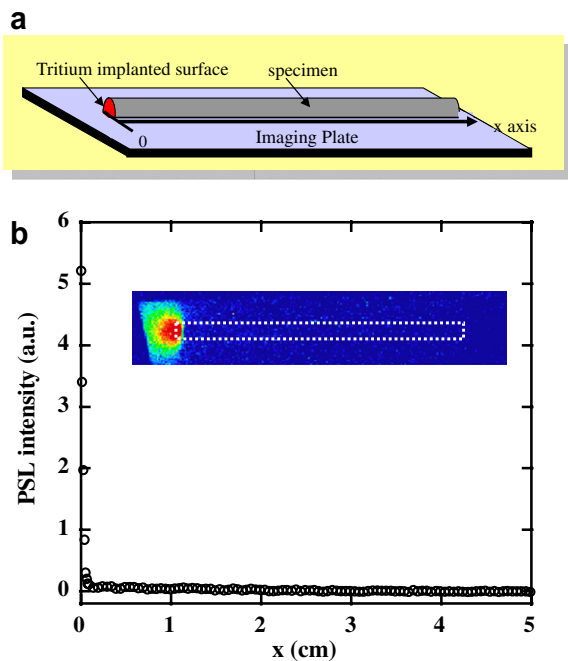 a
Tritium implanted surface
specimen
x axis
0
Imaging Plate
b
6
5
4
3
2
1
0
PSL intensity (a.u.)
0 1 2 3 4 5
x (cm)